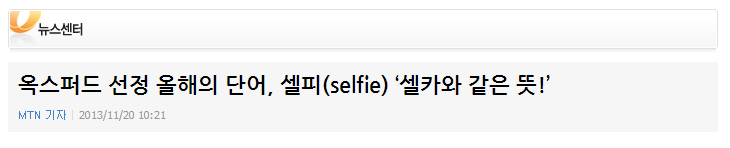 뉴스센터
옥스퍼드 선정 올해의 단어, 셀피(selfie) ‘셀카와 같은 뜻!’
MTN 기자 | 2013/11/20 10:21